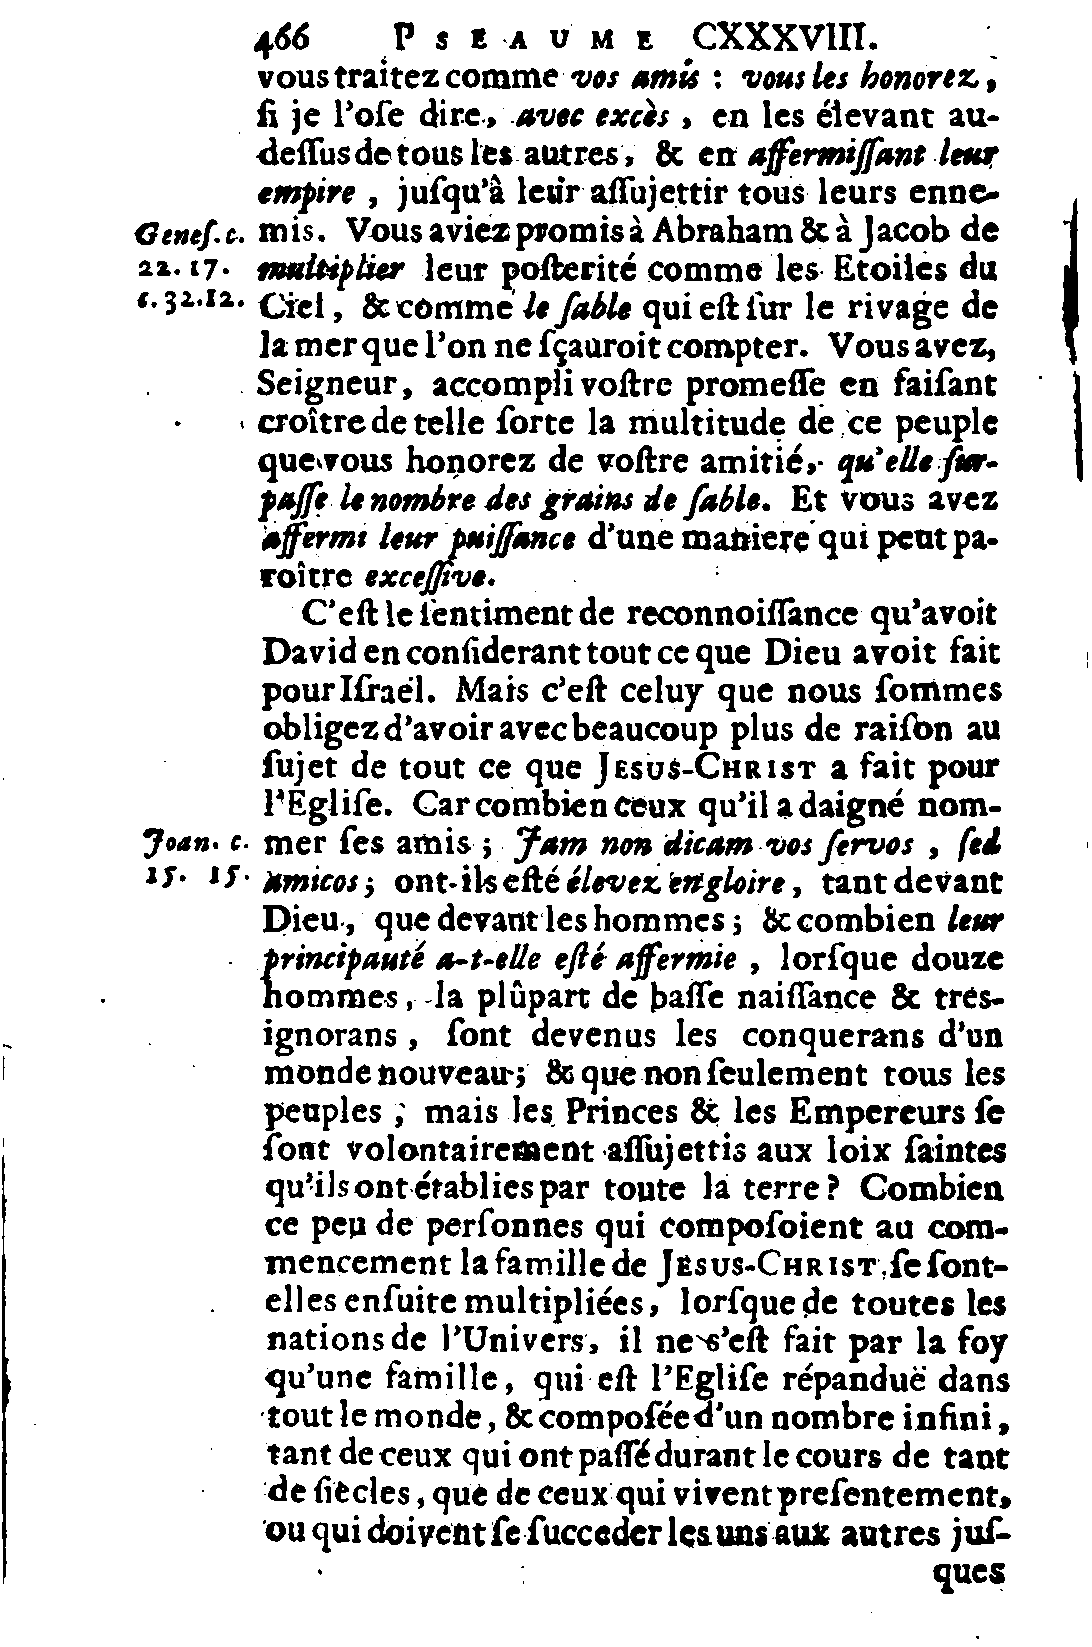 466 PSEAUME CXXXVIII.
vous traitez comme vos amis : vous les honorez,
ſi je l'oſe dire, avec excès, en les élevant au-
deſſus de tous les autres, & en affermiſſant leur
empire, juſqu'à leur aſſujettir tous leurs enne-
Geneſ. c. mis. Vous aviez promis à Abraham & à Jacob de
22. 17. multiplier leur poſterité comme les Etoiles du
c. 32. 12. Ciel, & comme le ſable qui eſt ſur le rivage de
la mer que l'on ne ſçauroit compter. Vous avez,
Seigneur, accompli voſtre promeſſe en faiſant
croître de telle ſorte la multitude de ce peuple
que vous honorez de voſtre amitié, qu'elle ſur-
paſſe le nombre des grains de ſable. Et vous avez
affermi leur puiſſance d'une maniere qui peut pa-
roître exceſſive.
C'eſt le ſentiment de reconnoiſſance qu'avoit
David en conſiderant tout ce que Dieu avoit fait
pour Iſraël. Mais c'eſt celuy que nous ſommes
obligez d'avoir avec beaucoup plus de raiſon au
ſujet de tout ce que JESUS-CHRIST a fait pour
l'Egliſe. Car combien ceux qu'il a daigné nom-
Joan. c. mer ſes amis ; Jam non dicam vos ſervos, ſed
15. 15. amicos ; ont-ils eſté élevez en gloire, tant devant
Dieu, que devant les hommes ; & combien leur
principauté a-t-elle eſté affermie, lorſque douze
hommes, la plûpart de baſſe naiſſance & tres-
ignorans, ſont devenus les conquerans d'un
monde nouveau ; & que non ſeulement tous les
peuples, mais les Princes & les Empereurs ſe
ſont volontairement aſſujettis aux loix ſaintes
qu'ils ont établies par toute la terre ? Combien
ce peu de perſonnes qui compoſoient au com-
mencement la famille de JESUS-CHRIST, ſe ſont-
elles enſuite multipliées, lorſque de toutes les
nations de l'Univers, il ne s'eſt fait par la foy
qu'une famille, qui eſt l'Egliſe répanduë dans
tout le monde, & compoſée d'un nombre infini,
tant de ceux qui ont paſſé durant le cours de tant
de ſiècles, que de ceux qui vivent preſentement,
ou qui doivent ſe ſucceder les uns aux autres juſ-
ques